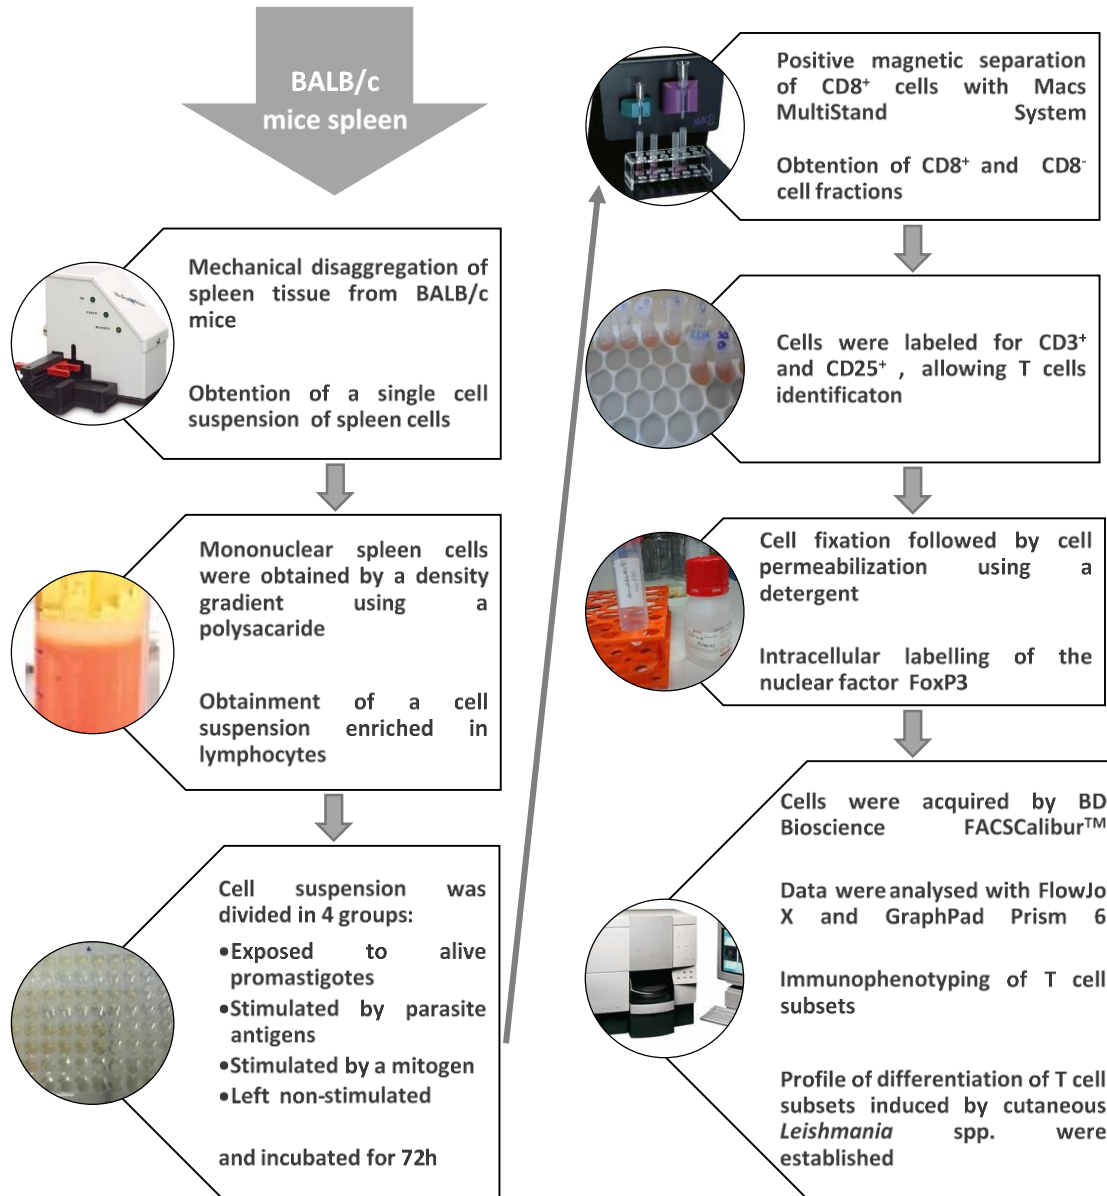 BALB/c
mice spleen
Mechanical disaggregation of
spleen tissue from BALB/c
mice
Obtention of a single cell
suspension of spleen cells
Mononuclear spleen cells
were obtained by a density
gradient using a
polysacaride
Obtainment of a cell
suspension enriched in
lymphocytes
Cell suspension was
divided in 4 groups:
•Exposed to alive
promastigotes
•Stimulated by parasite
antigens
•Stimulated by a mitogen
•Left non-stimulated
and incubated for 72h
Positive magnetic separation
of CD8⁺ cells with Macs
MultiStand System
Obtention of CD8⁺ and CD8⁻
cell fractions
Cells were labeled for CD3⁺
and CD25⁺ , allowing T cells
identificaton
Cell fixation followed by cell
permeabilization using a
detergent
Intracellular labelling of the
nuclear factor FoxP3
Cells were acquired by BD
Bioscience FACSCalibur™
Data were analysed with FlowJo
X and GraphPad Prism 6
Immunophenotyping of T cell
subsets
Profile of differentiation of T cell
subsets induced by cutaneous
Leishmania spp. were
established